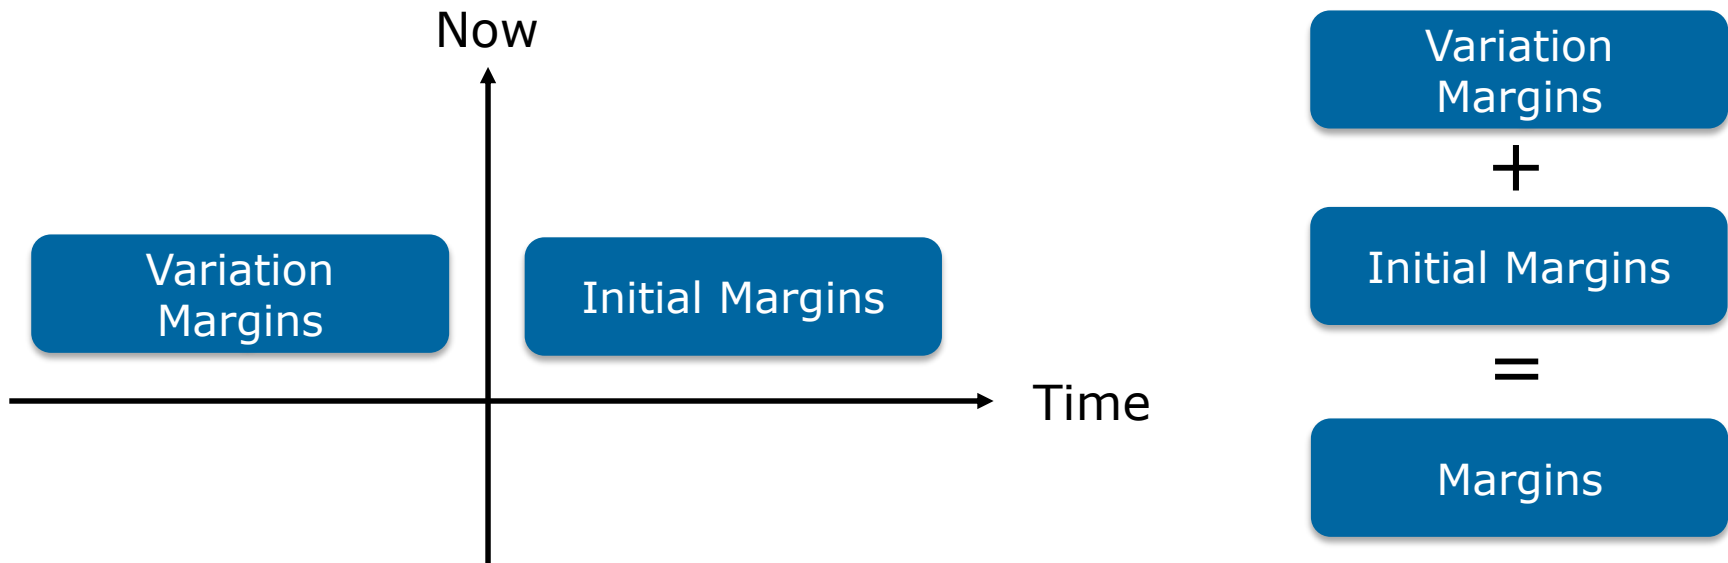 Now
Variation
Margins
Initial Margins
Time
Variation
Margins
+
Initial Margins
=
Margins